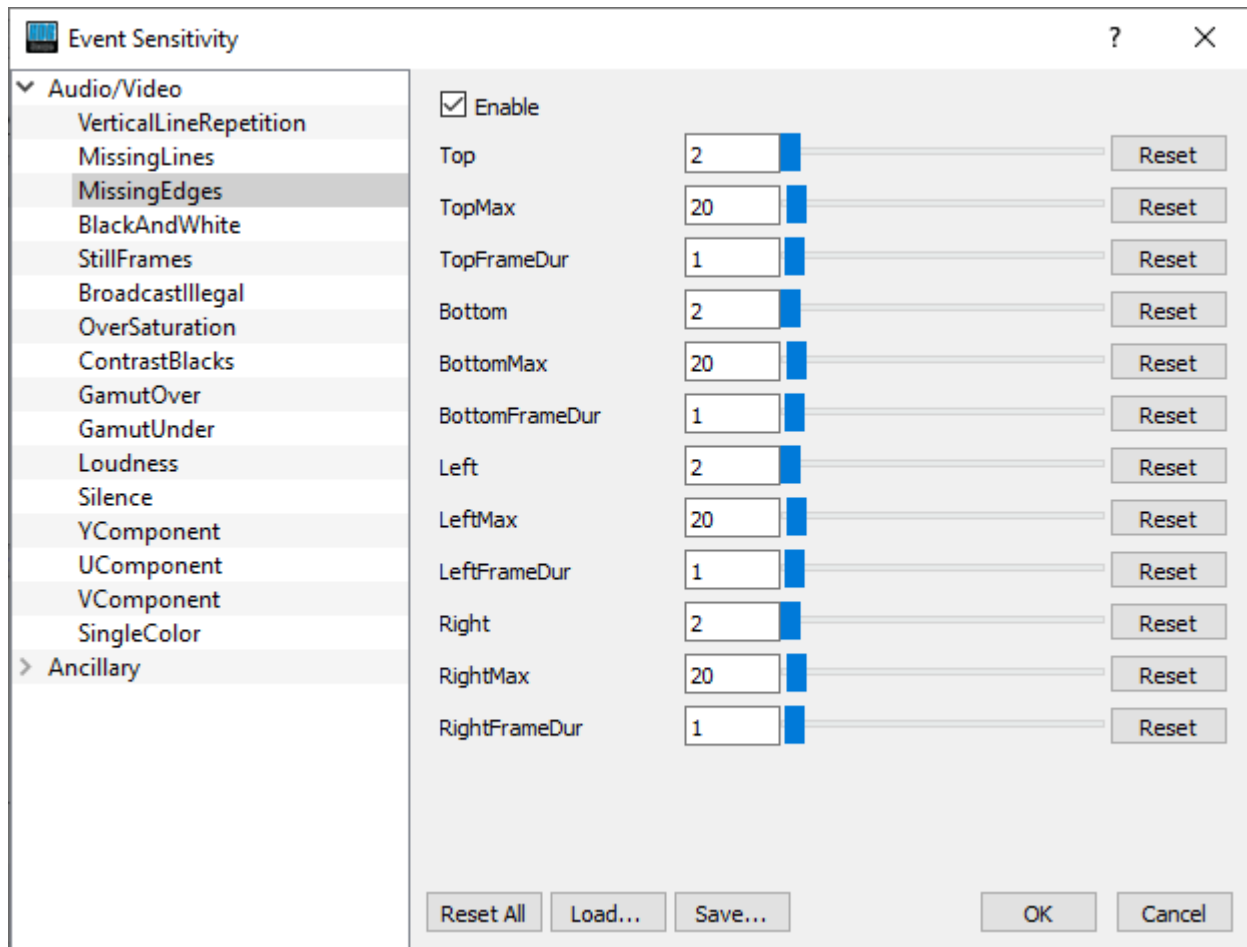 Event Sensitivity
?
Audio/Video
VerticalLineRepetition
MissingLines
MissingEdges
BlackAndWhite
StillFrames
BroadcastIllegal
OverSaturation
ContrastBlacks
GamutOver
GamutUnder
Loudness
Silence
YComponent
UComponent
VComponent
SingleColor
Ancillary
Enable
Top 2 Reset
TopMax 20 Reset
TopFrameDur 1 Reset
Bottom 2 Reset
BottomMax 20 Reset
BottomFrameDur 1 Reset
Left 2 Reset
LeftMax 20 Reset
LeftFrameDur 1 Reset
Right 2 Reset
RightMax 20 Reset
RightFrameDur 1 Reset
Reset All Load... Save... OK Cancel